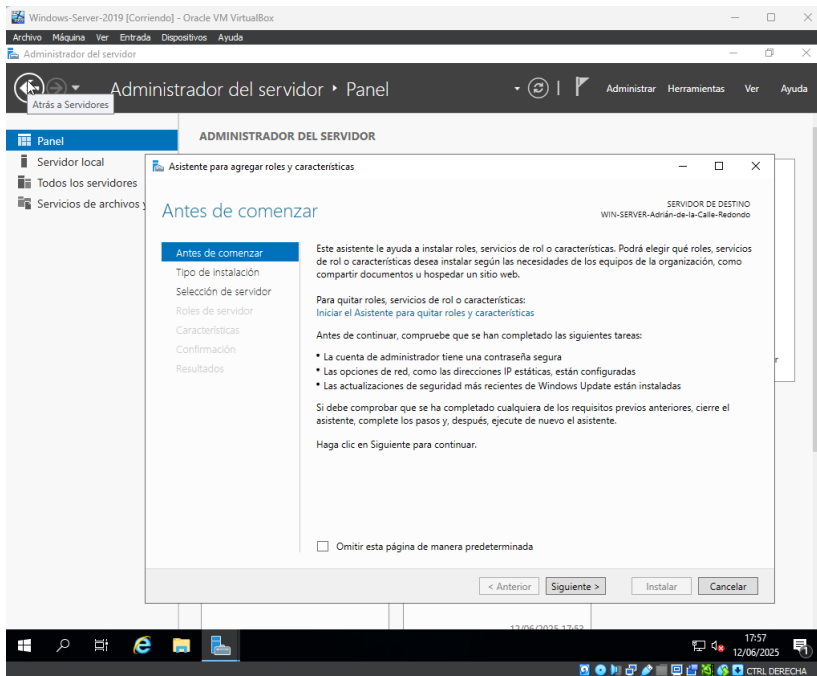 Windows-Server-2019 [Corriendo] - Oracle VM VirtualBox
Archivo Máquina Ver Entrada Dispositivos Ayuda
Administrador del servidor
Administrador del servidor ‣ Panel
Administrar Herramientas Ver Ayuda
Atrás a Servidores
Panel
Servidor local
Todos los servidores
Servicios de archivos y
ADMINISTRADOR DEL SERVIDOR
Asistente para agregar roles y características
Antes de comenzar
SERVIDOR DE DESTINO
WIN-SERVER-Adrián-de-la-Calle-Redondo
Antes de comenzar
Tipo de instalación
Selección de servidor
Roles de servidor
Características
Confirmación
Resultados
Este asistente le ayuda a instalar roles, servicios de rol o características. Podrá elegir qué roles, servicios
de rol o características desea instalar según las necesidades de los equipos de la organización, como
compartir documentos u hospedar un sitio web.
Para quitar roles, servicios de rol o características:
Iniciar el Asistente para quitar roles y características
Antes de continuar, compruebe que se han completado las siguientes tareas:
• La cuenta de administrador tiene una contraseña segura
• Las opciones de red, como las direcciones IP estáticas, están configuradas
• Las actualizaciones de seguridad más recientes de Windows Update están instaladas
Si debe comprobar que se ha completado cualquiera de los requisitos previos anteriores, cierre el
asistente, complete los pasos y, después, ejecute de nuevo el asistente.
Haga clic en Siguiente para continuar.
Omitir esta página de manera predeterminada
< Anterior Siguiente > Instalar Cancelar
12/06/2025 17:53
17:57
12/06/2025
1
CTRL DERECHA